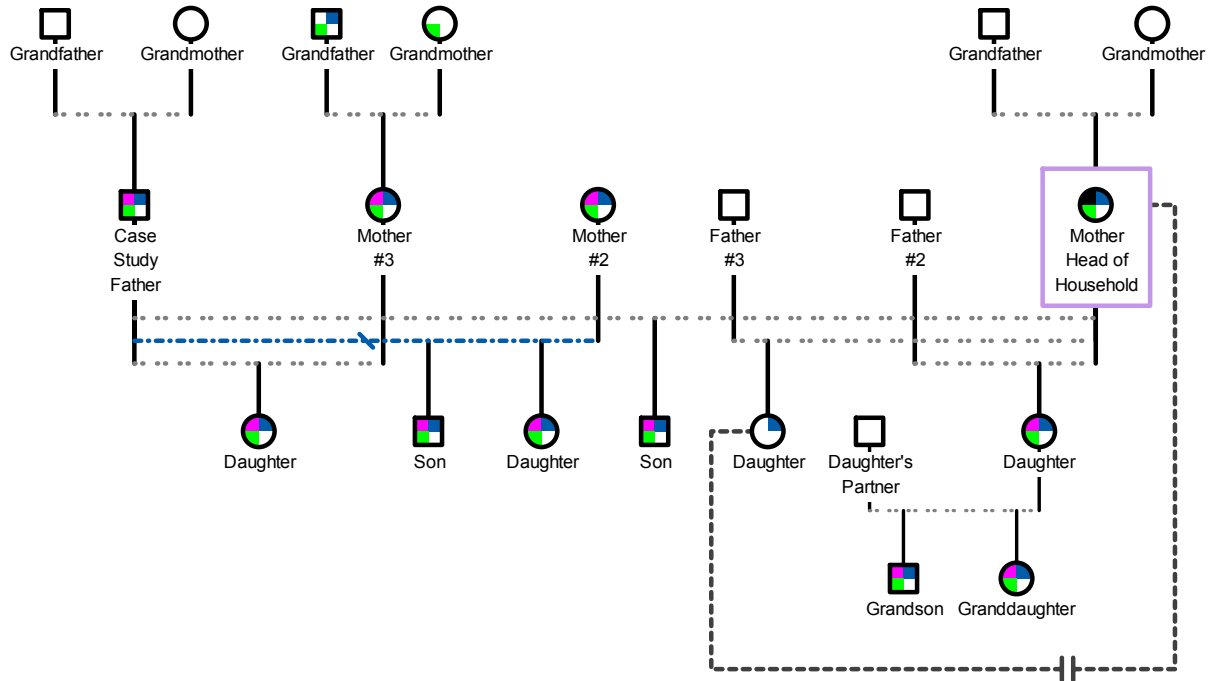 Grandfather
Grandmother
Grandfather
Grandmother
Grandfather
Grandmother
Case
Study
Father
Mother
#3
Mother
#2
Father
#3
Father
#2
Mother
Head of
Household
Daughter
Son
Daughter
Son
Daughter
Daughter's
Partner
Daughter
Grandson
Granddaughter